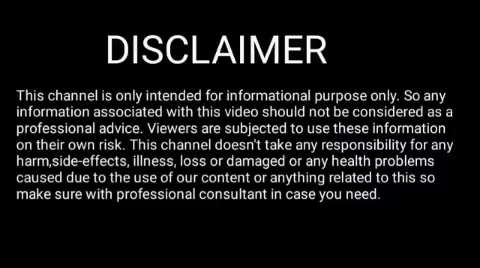 DISCLAIMER
This channel is only intended for informational purpose only. So any
information associated with this video should not be considered as a
professional advice. Viewers are subjected to use these information
on their own risk. This channel doesn't take any responsibility for any
harm,side-effects, illness, loss or damaged or any health problems
caused due to the use of our content or anything related to this so
make sure with professional consultant in case you need.